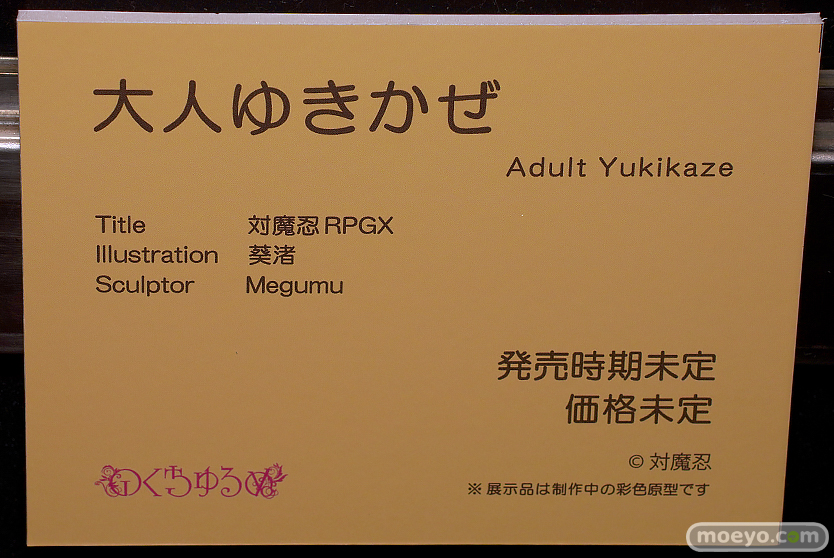 大人ゆきかぜ
Adult Yukikaze
Title 対魔忍RPGX
Illustration 葵渚
Sculptor Megumu
発売時期未定
価格未定
© 対魔忍
※ 展示品は制作中の彩色原型です
moeyo.com